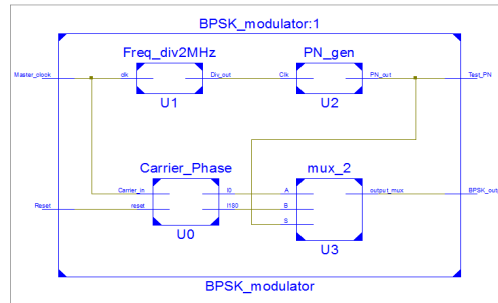 BPSK_modulator:1
Freq_div2MHz
PN_gen
Master_clock
clk
Div_out
Clk
PN_out
Test_PN
U1
U2
Carrier_Phase
mux_2
Carrier_in
I0
A
output_mux
BPSK_out
Reset
reset
I180
B
S
U0
U3
BPSK_modulator